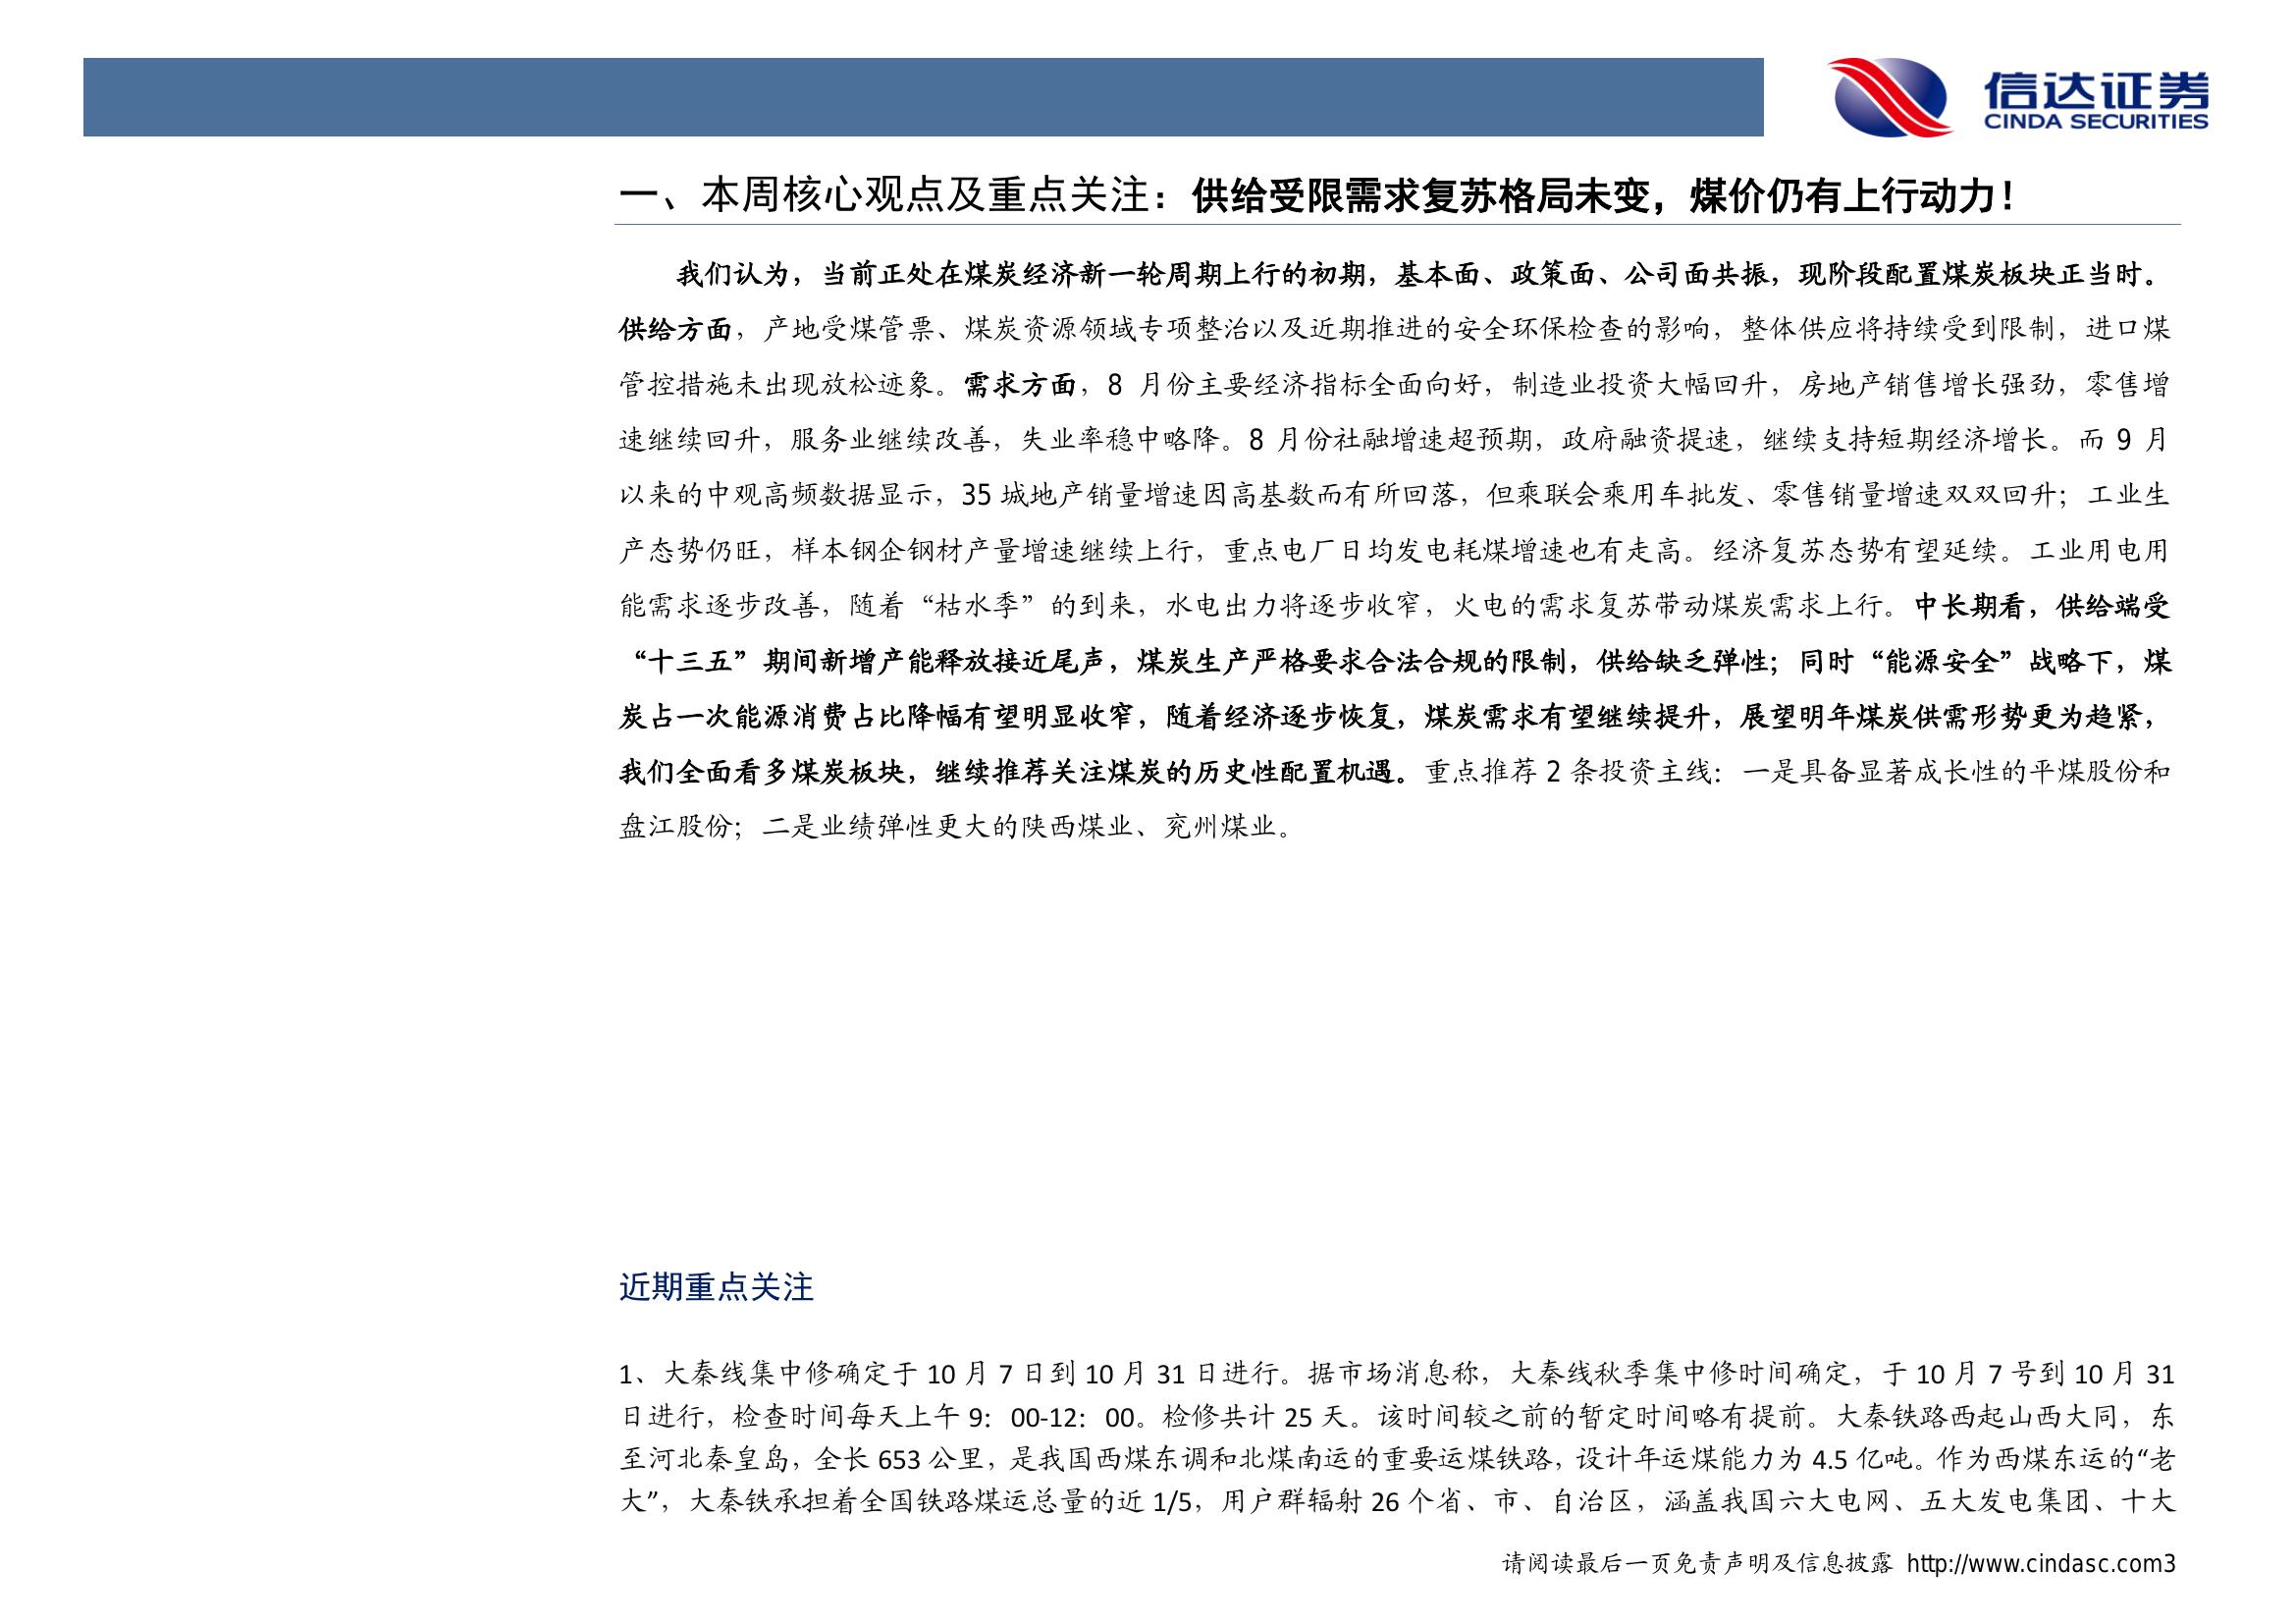 信达证券
CINDA SECURITIES
一、本周核心观点及重点关注：供给受限需求复苏格局未变，煤价仍有上行动力！
我们认为，当前正处在煤炭经济新一轮周期上行的初期，基本面、政策面、公司面共振，现阶段配置煤炭板块正当时。
供给方面，产地受煤管票、煤炭资源领域专项整治以及近期推进的安全环保检查的影响，整体供应将持续受到限制，进口煤
管控措施未出现放松迹象。需求方面，8 月份主要经济指标全面向好，制造业投资大幅回升，房地产销售增长强劲，零售增
速继续回升，服务业继续改善，失业率稳中略降。8 月份社融增速超预期，政府融资提速，继续支持短期经济增长。而 9 月
以来的中观高频数据显示，35 城地产销量增速因高基数而有所回落，但乘联会乘用车批发、零售销量增速双双回升；工业生
产态势仍旺，样本钢企钢材产量增速继续上行，重点电厂日均发电耗煤增速也有走高。经济复苏态势有望延续。工业用电用
能需求逐步改善，随着“枯水季”的到来，水电出力将逐步收窄，火电的需求复苏带动煤炭需求上行。中长期看，供给端受
“十三五”期间新增产能释放接近尾声，煤炭生产严格要求合法合规的限制，供给缺乏弹性；同时“能源安全”战略下，煤
炭占一次能源消费占比降幅有望明显收窄，随着经济逐步恢复，煤炭需求有望继续提升，展望明年煤炭供需形势更为趋紧，
我们全面看多煤炭板块，继续推荐关注煤炭的历史性配置机遇。重点推荐 2 条投资主线：一是具备显著成长性的平煤股份和
盘江股份；二是业绩弹性更大的陕西煤业、兖州煤业。
近期重点关注
1、大秦线集中修确定于 10 月 7 日到 10 月 31 日进行。据市场消息称，大秦线秋季集中修时间确定，于 10 月 7 号到 10 月 31
日进行，检查时间每天上午 9：00-12：00。检修共计 25 天。该时间较之前的暂定时间略有提前。大秦铁路西起山西大同，东
至河北秦皇岛，全长 653 公里，是我国西煤东调和北煤南运的重要运煤铁路，设计年运煤能力为 4.5 亿吨。作为西煤东运的“老
大”，大秦铁承担着全国铁路煤运总量的近 1/5，用户群辐射 26 个省、市、自治区，涵盖我国六大电网、五大发电集团、十大
请阅读最后一页免责声明及信息披露 http://www.cindasc.com3